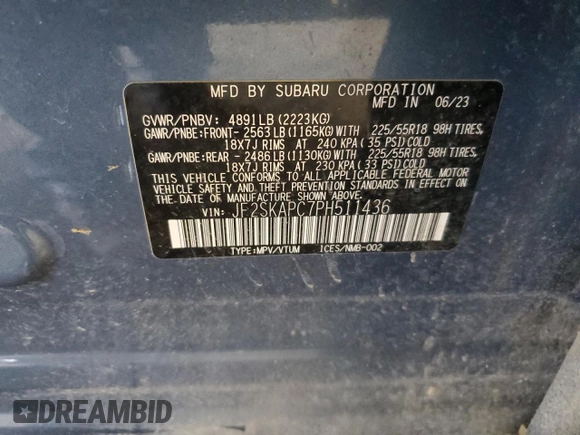 MFD BY SUBARU CORPORATION
MFD IN 06/23
GVWR/PNBV: 4891LB(2223KG)
GAWR/PNBE:FRONT- 2563LB(1165KG)WITH 225/55R18 98H TIRES,
18X7J RIMS AT 240 KPA(35 PSI)COLD
GAWR/PNBE:REAR - 2486LB(1130KG)WITH 225/55R18 98H TIRES,
18X7J RIMS AT 230 KPA(33 PSI)COLD
THIS VEHICLE CONFORMS TO ALL APPLICABLE FEDERAL MOTOR
VEHICLE SAFETY AND THEFT PREVENTION STANDARDS IN EFFECT
ON THE DATE OF MANUFACTURE SHOWN ABOVE.
VIN: JF2SKAPC7PH511436
TYPE:MPV/VTUM ICES/NMB-002
DREAMBID